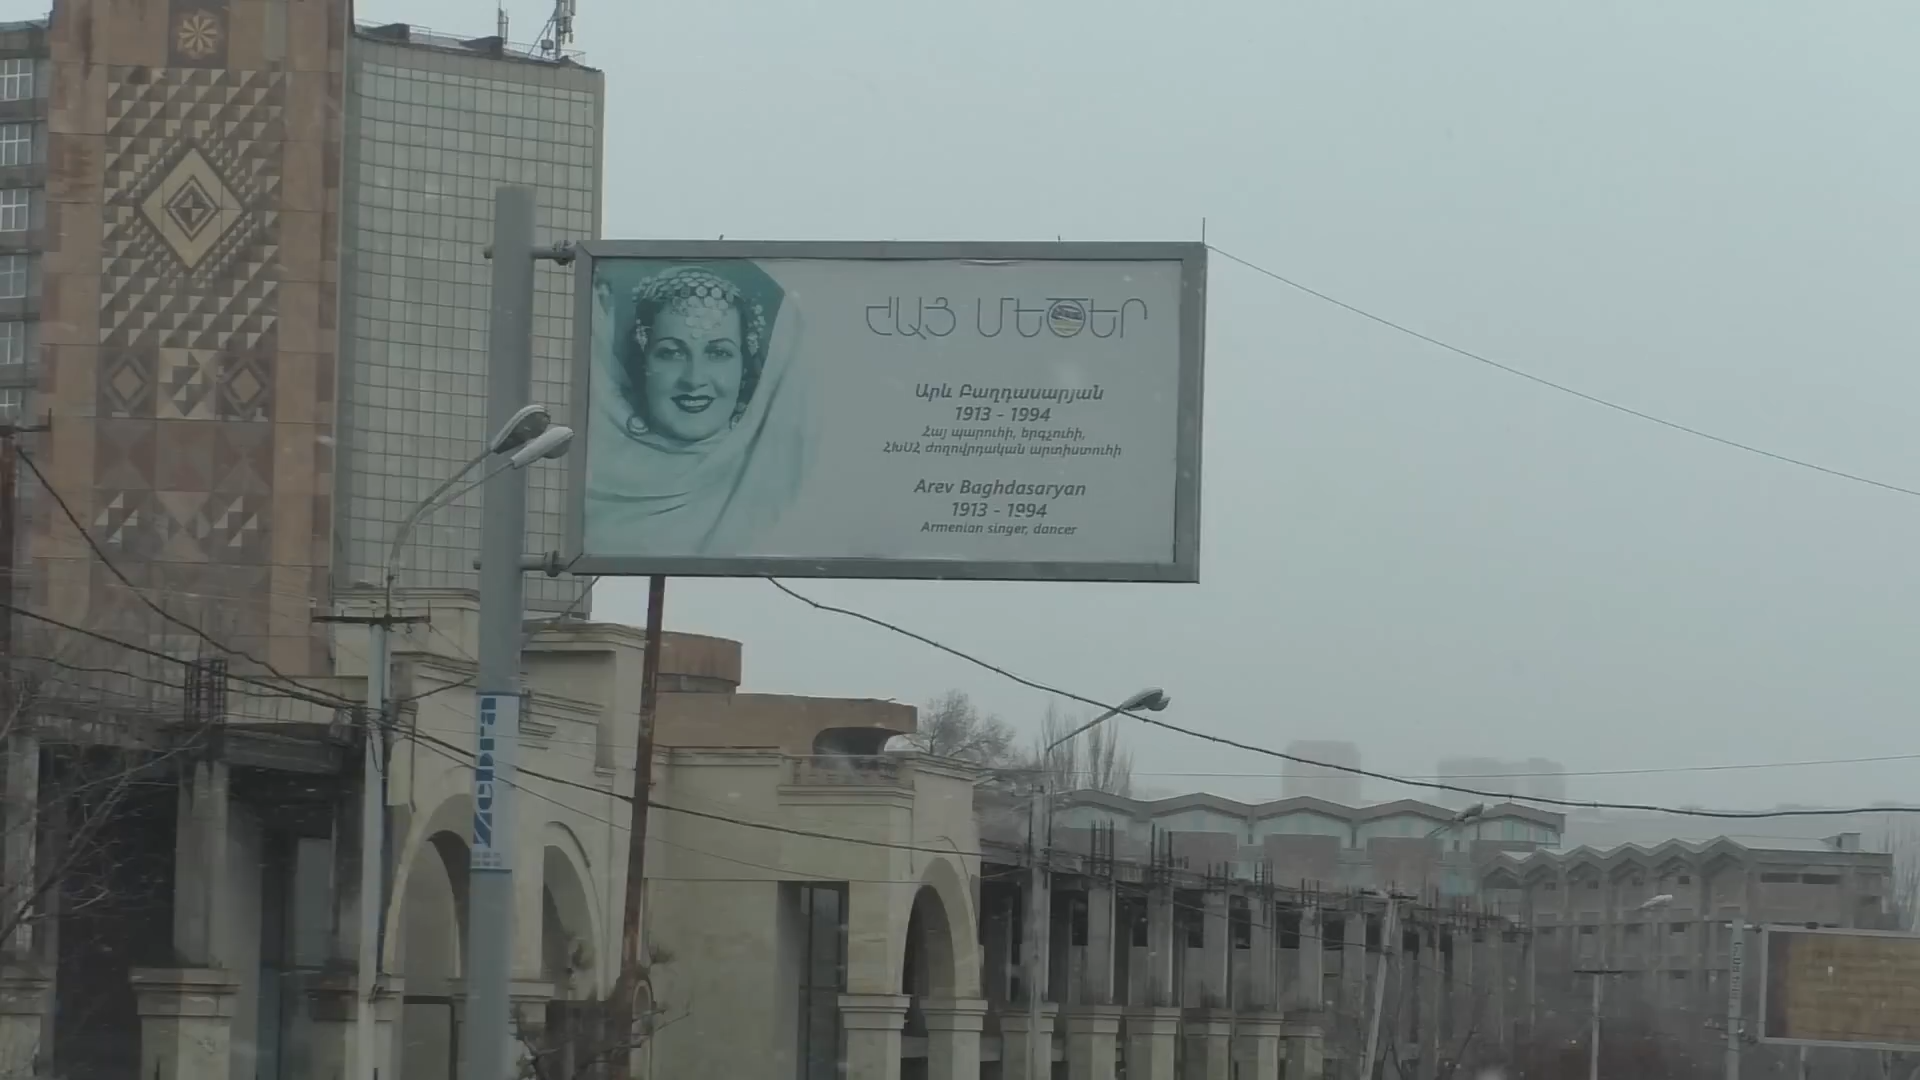 ՀԱՅ ՄԵԾԵՐ
Արև Բաղդասարյան
1913 - 1994
Հայ պարուհի, երգչուհի,
ՀԽՍՀ ժողովրդական արտիստուհի
Arev Baghdasaryan
1913 - 1994
Armenian singer, dancer